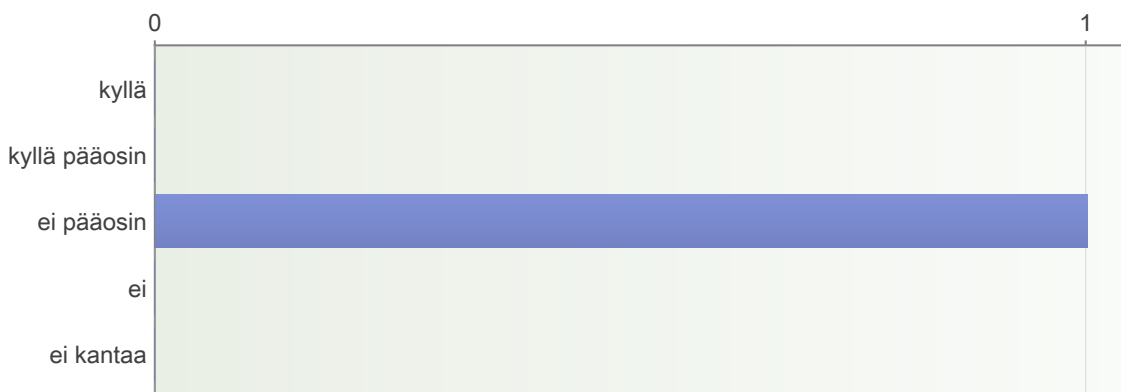 0 1
kyllä
kyllä pääosin
ei pääosin
ei
ei kantaa